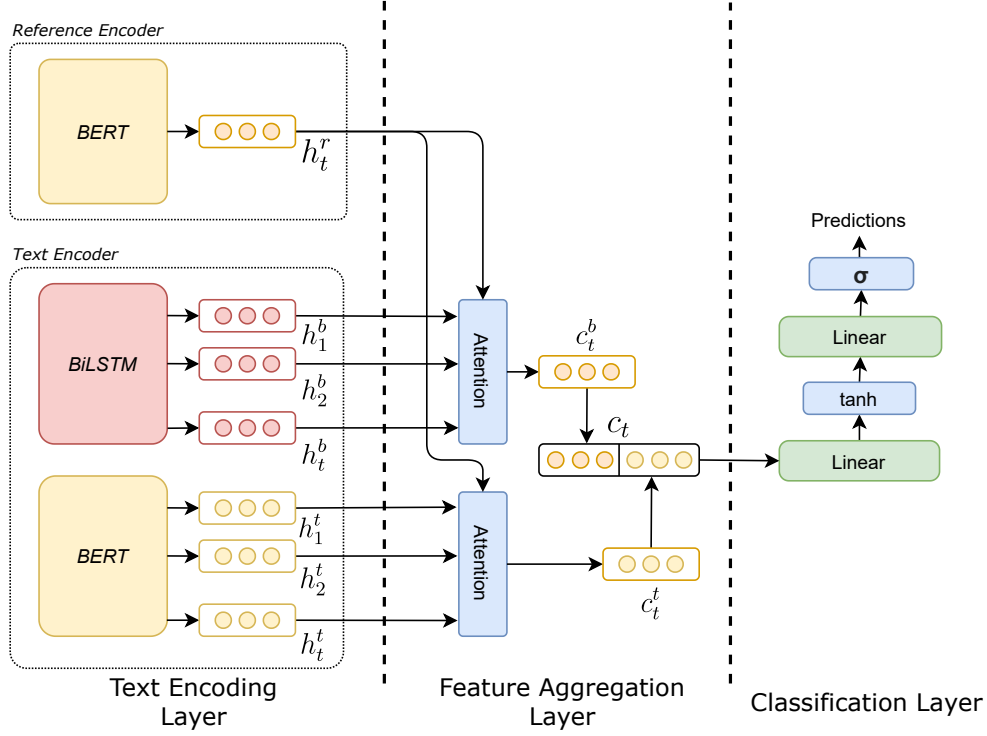 Reference Encoder
BERT
h_t^r
Text Encoder
BiLSTM
h_1^b
h_2^b
h_t^b
BERT
h_1^t
h_2^t
h_t^t
Text Encoding
Layer
Attention
Attention
c_t^b
c_t
c_t^t
Feature Aggregation
Layer
Predictions
σ
Linear
tanh
Linear
Classification Layer